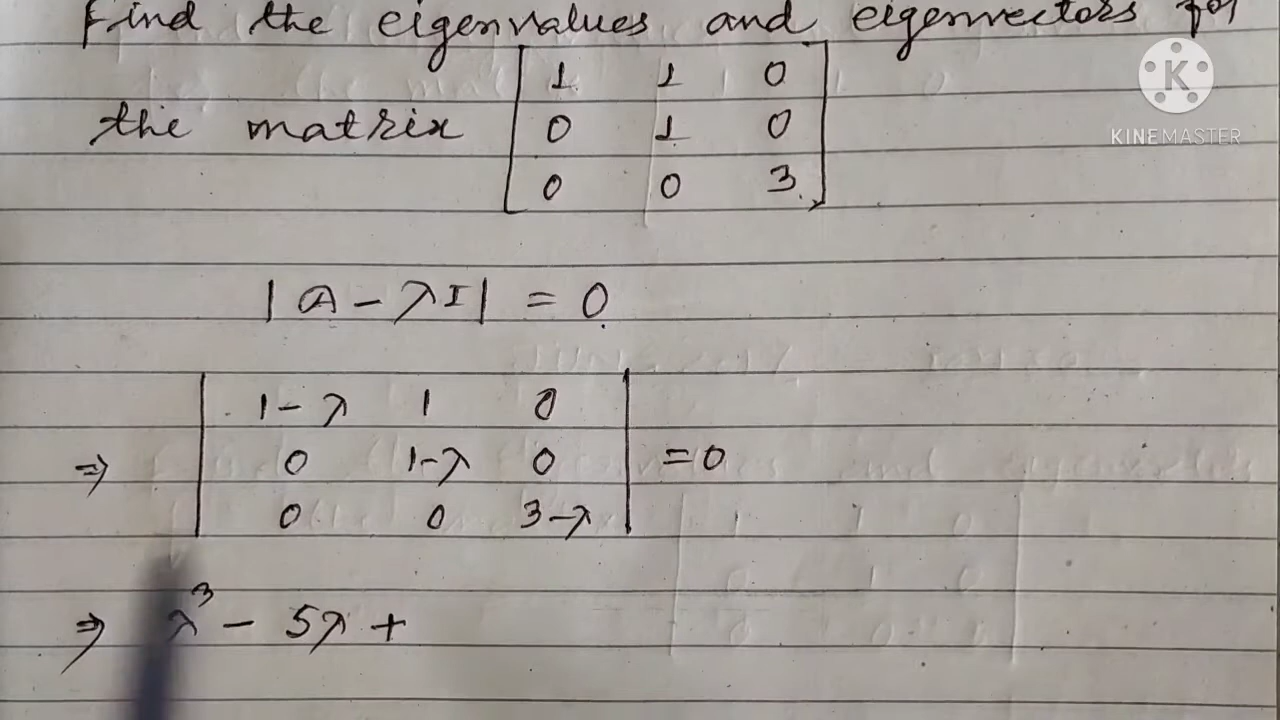 Find the eigenvalues and eigenvectors for
the matrix [1 1 0
0 1 0
0 0 3]
K
KINEMASTER
|A - λI| = 0
⇒ |1-λ 1 0
0 1-λ 0
0 0 3-λ| = 0
⇒ λ³ - 5λ +